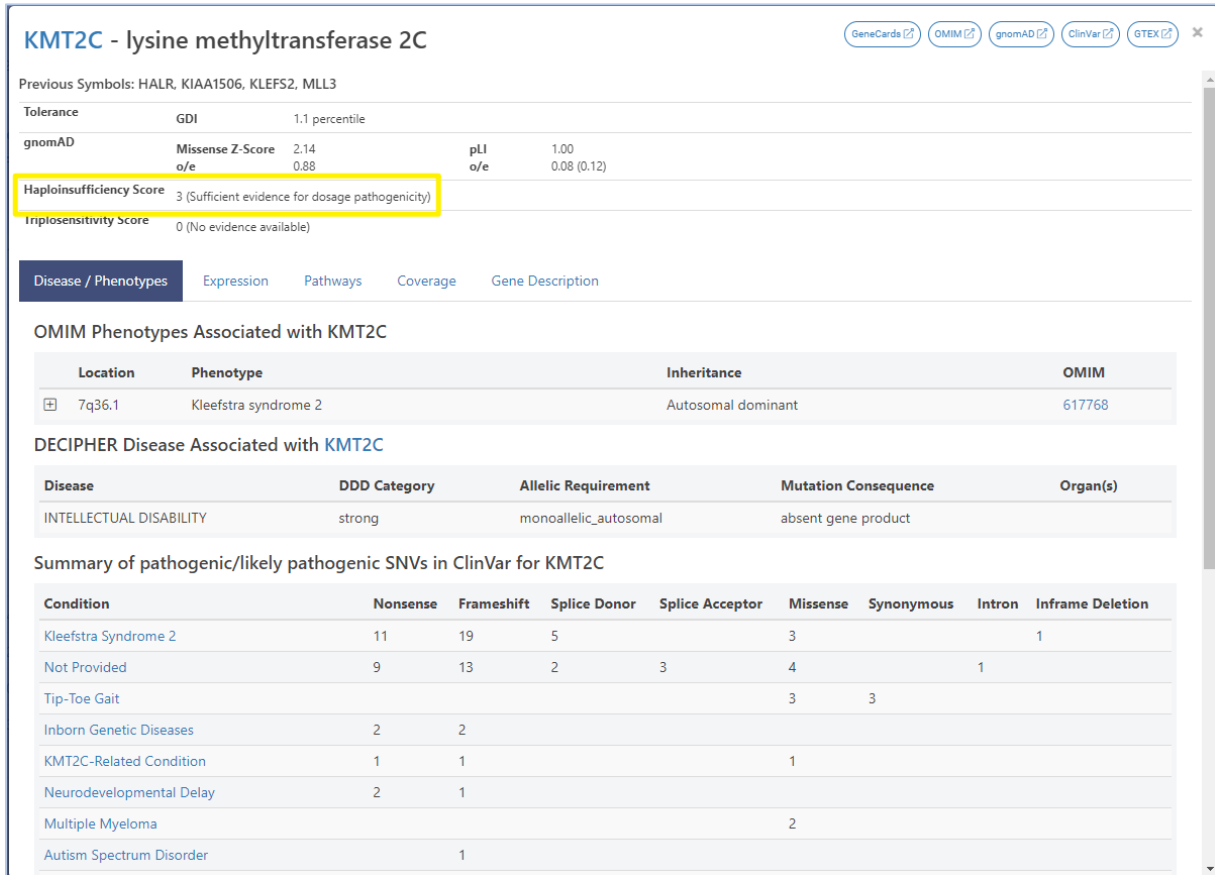 KMT2C - lysine methyltransferase 2C
GeneCards OMIM gnomAD ClinVar GTEX ×
Previous Symbols: HALR, KIAA1506, KLEFS2, MLL3
Tolerance GDI 1.1 percentile
gnomAD Missense Z-Score 2.14 pLI 1.00
o/e 0.88 o/e 0.08 (0.12)
Haploinsufficiency Score 3 (Sufficient evidence for dosage pathogenicity)
Triplosensitivity Score 0 (No evidence available)
Disease / Phenotypes Expression Pathways Coverage Gene Description
OMIM Phenotypes Associated with KMT2C
Location Phenotype Inheritance OMIM
7q36.1 Kleefstra syndrome 2 Autosomal dominant 617768
DECIPHER Disease Associated with KMT2C
Disease DDD Category Allelic Requirement Mutation Consequence Organ(s)
INTELLECTUAL DISABILITY strong monoallelic_autosomal absent gene product
Summary of pathogenic/likely pathogenic SNVs in ClinVar for KMT2C
Condition Nonsense Frameshift Splice Donor Splice Acceptor Missense Synonymous Intron Inframe Deletion
Kleefstra Syndrome 2 11 19 5 3 1
Not Provided 9 13 2 3 4 1
Tip-Toe Gait 3 3
Inborn Genetic Diseases 2 2
KMT2C-Related Condition 1 1 1
Neurodevelopmental Delay 2 1
Multiple Myeloma 2
Autism Spectrum Disorder 1